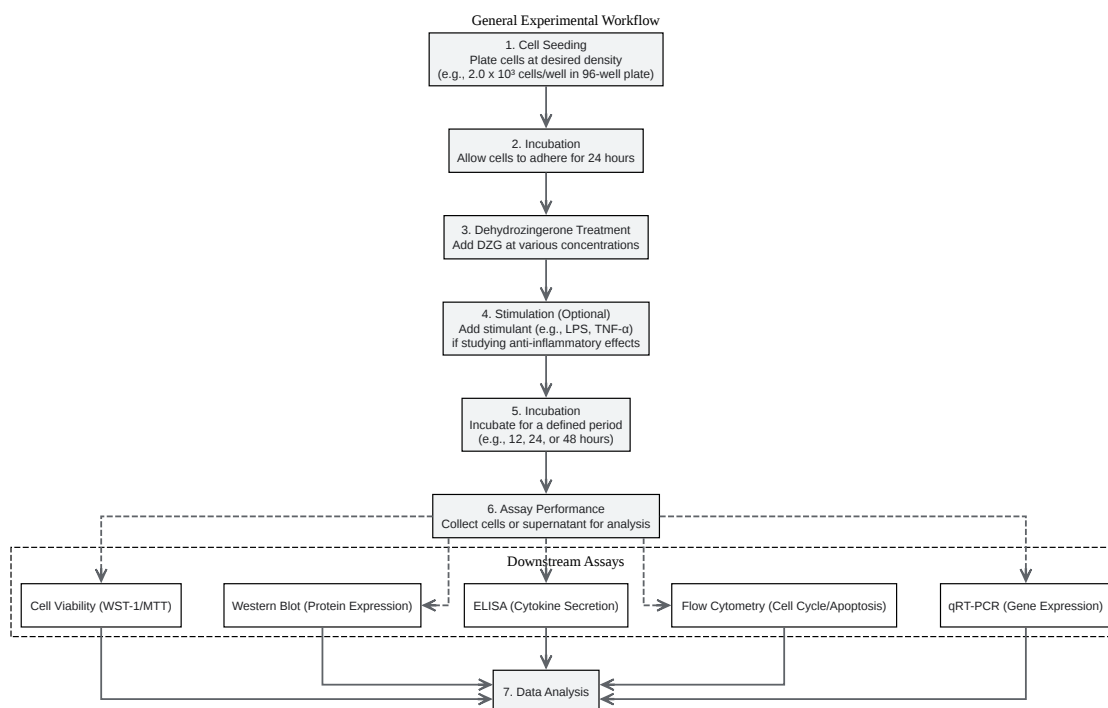 General Experimental Workflow
1. Cell Seeding
Plate cells at desired density
(e.g., 2.0 x 10³ cells/well in 96-well plate)
2. Incubation
Allow cells to adhere for 24 hours
3. Dehydrozingerone Treatment
Add DZG at various concentrations
4. Stimulation (Optional)
Add stimulant (e.g., LPS, TNF-α)
if studying anti-inflammatory effects
5. Incubation
Incubate for a defined period
(e.g., 12, 24, or 48 hours)
6. Assay Performance
Collect cells or supernatant for analysis
Downstream Assays
Cell Viability (WST-1/MTT)
Western Blot (Protein Expression)
ELISA (Cytokine Secretion)
Flow Cytometry (Cell Cycle/Apoptosis)
qRT-PCR (Gene Expression)
7. Data Analysis